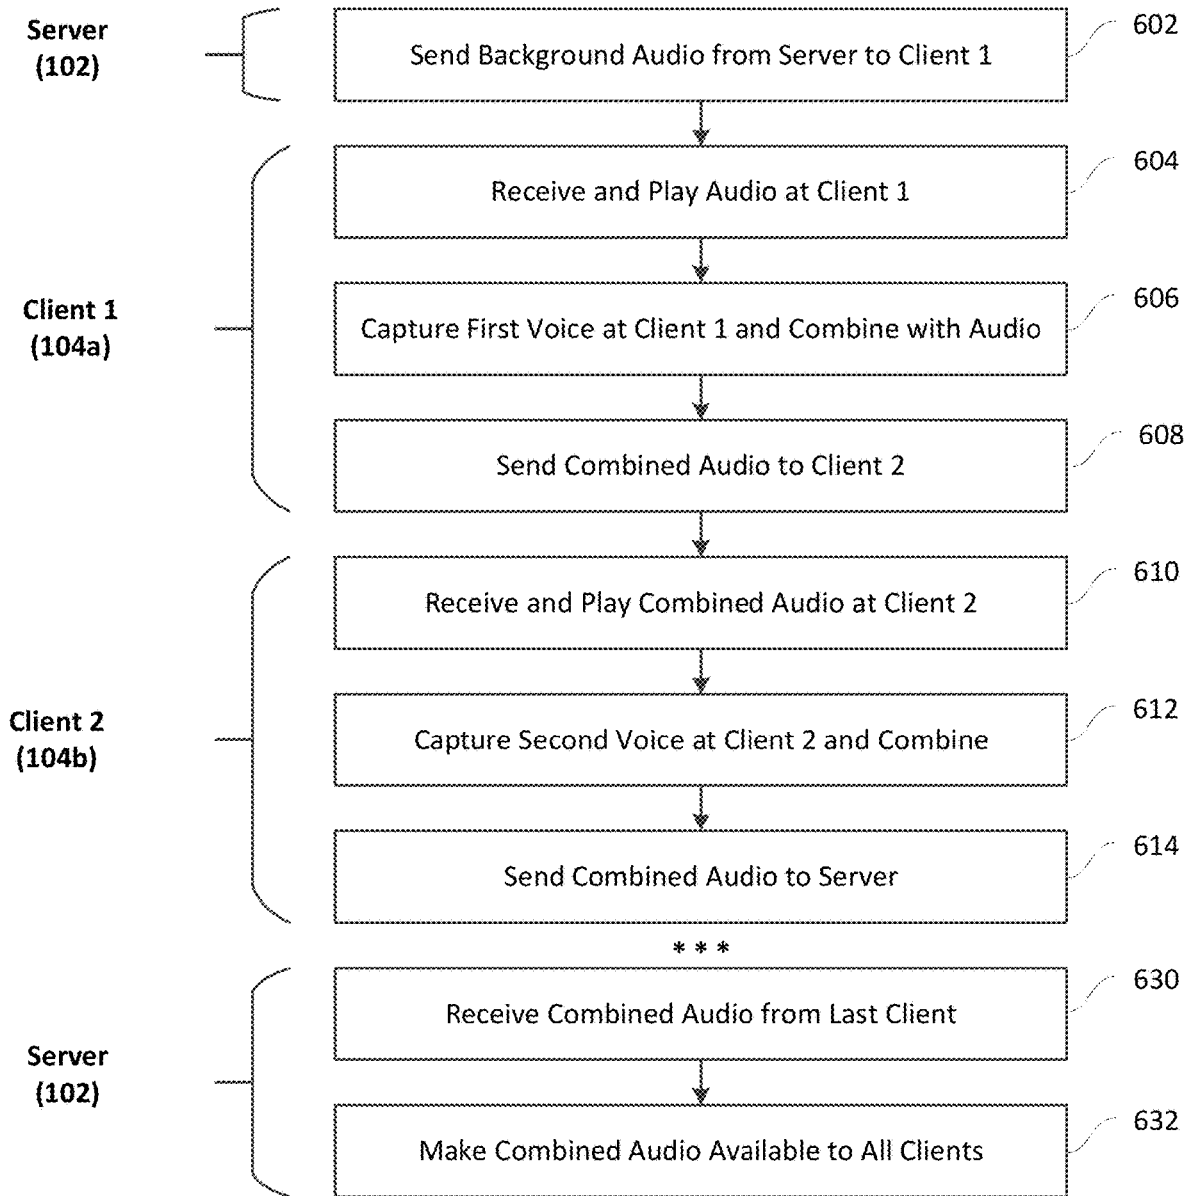 Server
(102)
Send Background Audio from Server to Client 1
602
Receive and Play Audio at Client 1
604
Client 1
(104a)
Capture First Voice at Client 1 and Combine with Audio
606
Send Combined Audio to Client 2
608
Receive and Play Combined Audio at Client 2
610
Client 2
(104b)
Capture Second Voice at Client 2 and Combine
612
Send Combined Audio to Server
614
* * *
Receive Combined Audio from Last Client
630
Server
(102)
Make Combined Audio Available to All Clients
632